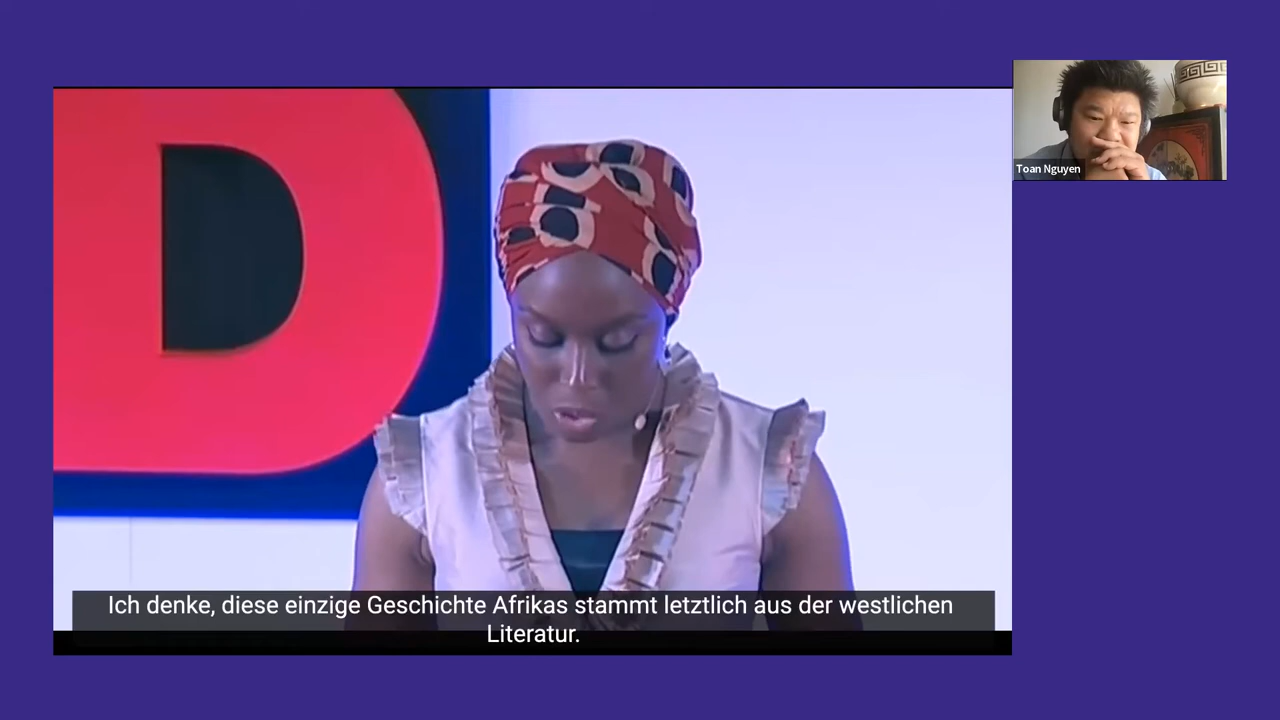 D
Toan Nguyen
Ich denke, diese einzige Geschichte Afrikas stammt letztlich aus der westlichen
Literatur.